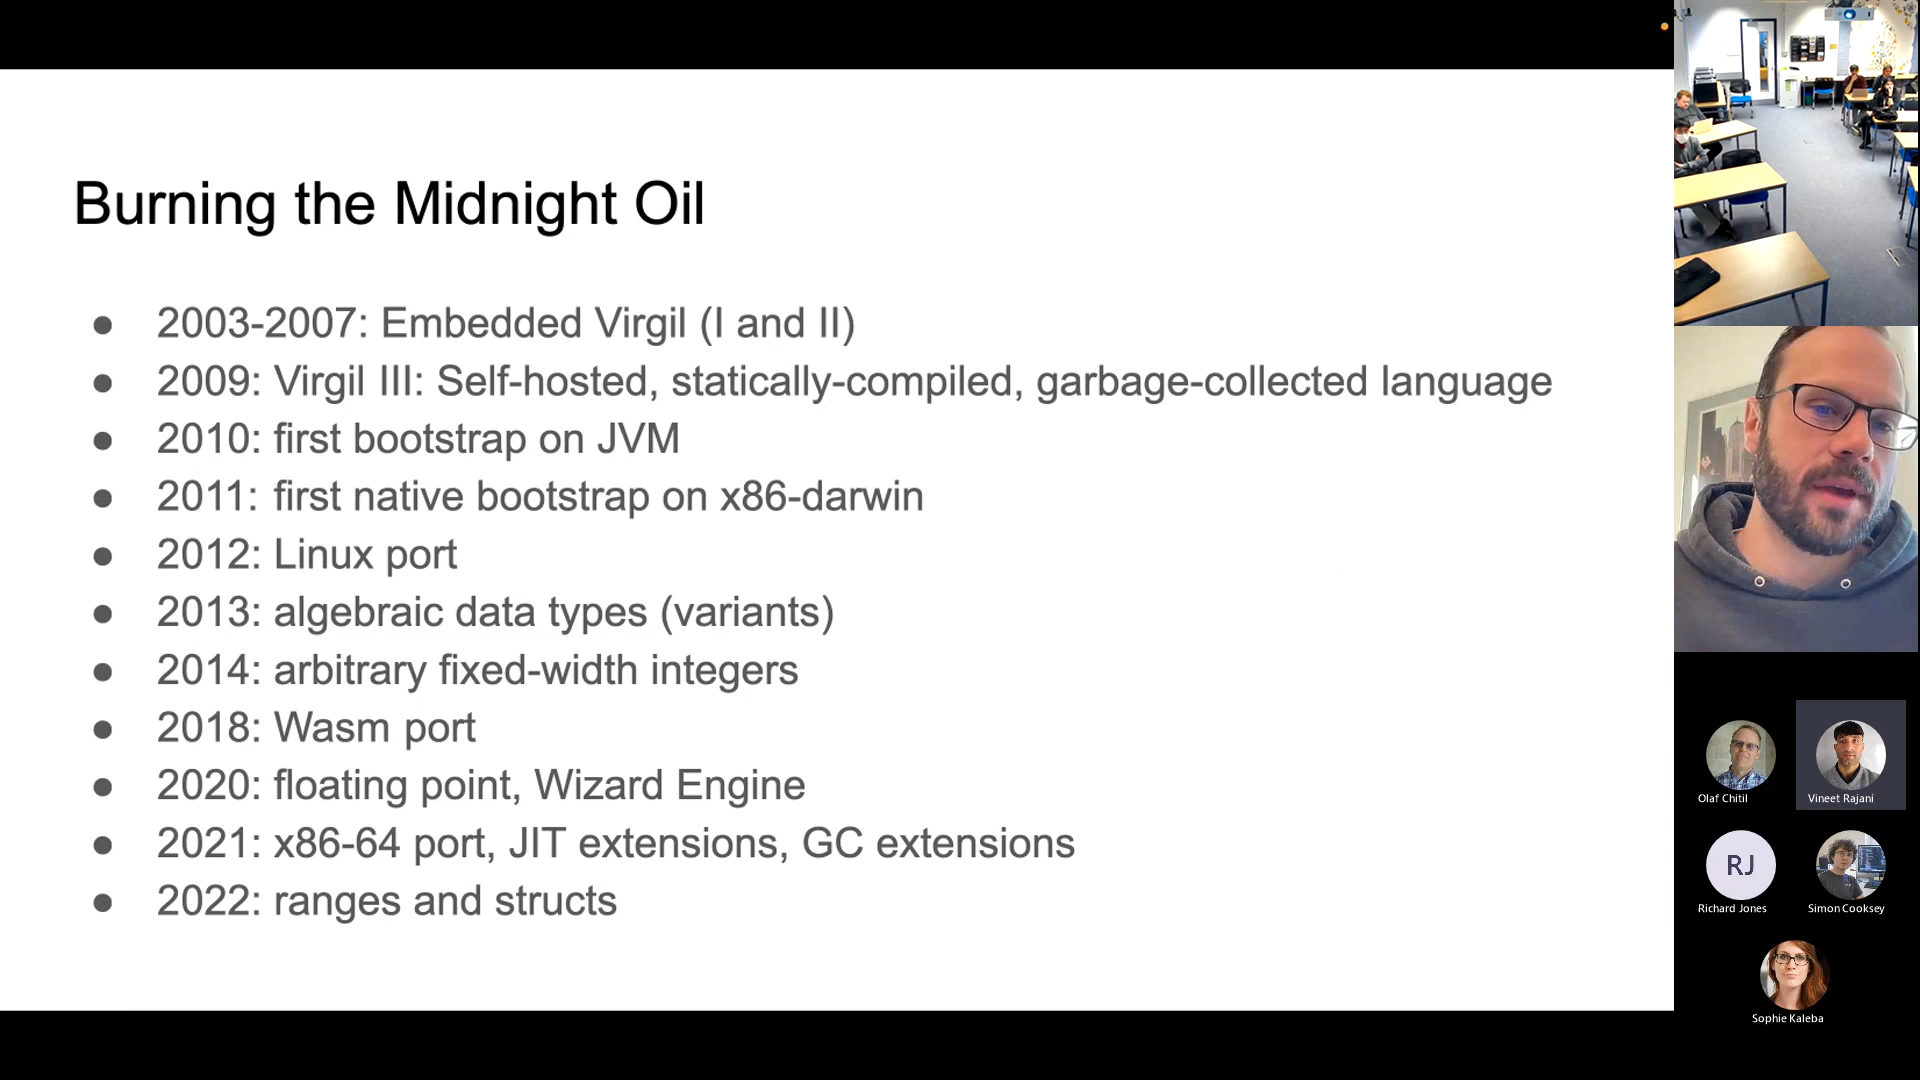 Burning the Midnight Oil
● 2003-2007: Embedded Virgil (I and II)
● 2009: Virgil III: Self-hosted, statically-compiled, garbage-collected language
● 2010: first bootstrap on JVM
● 2011: first native bootstrap on x86-darwin
● 2012: Linux port
● 2013: algebraic data types (variants)
● 2014: arbitrary fixed-width integers
● 2018: Wasm port
● 2020: floating point, Wizard Engine
● 2021: x86-64 port, JIT extensions, GC extensions
● 2022: ranges and structs
Olaf Chitil
Vineet Rajani
RJ
Richard Jones
Simon Cooksey
Sophie Kaleba